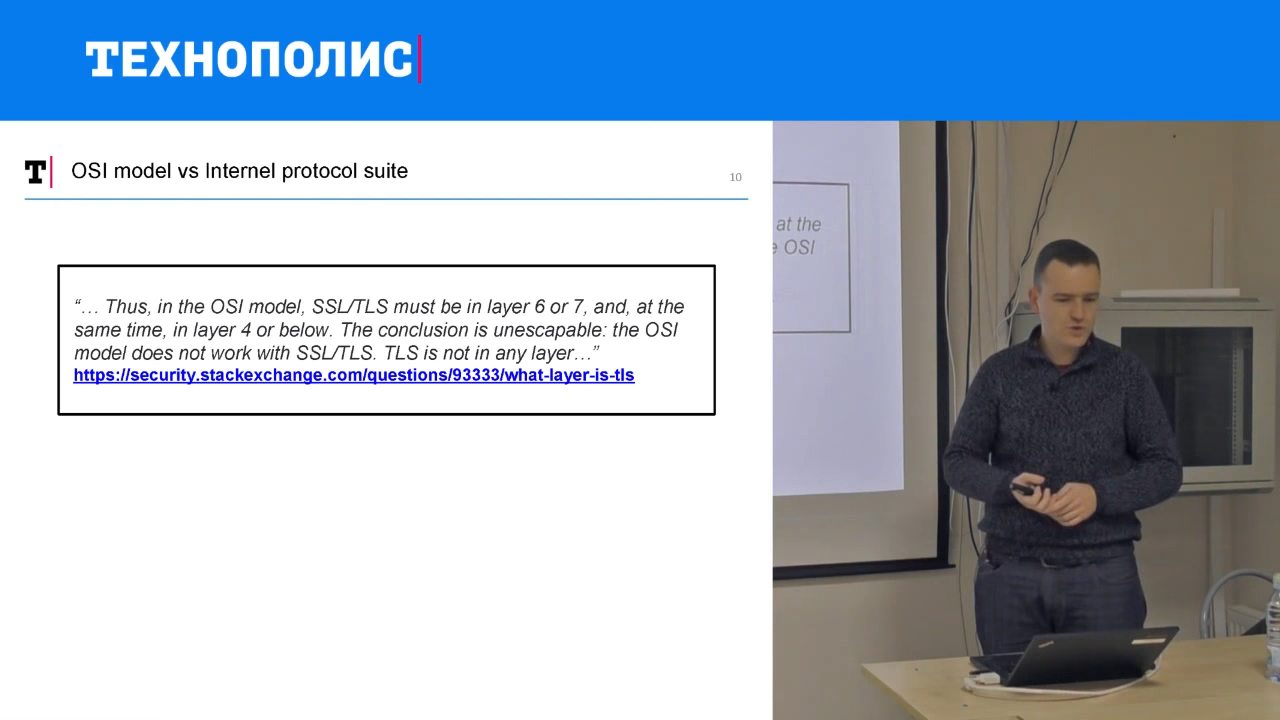 ТЕХНОПОЛИС
T
OSI model vs Internel protocol suite
10
“… Thus, in the OSI model, SSL/TLS must be in layer 6 or 7, and, at the
same time, in layer 4 or below. The conclusion is unescapable: the OSI
model does not work with SSL/TLS. TLS is not in any layer…”
https://security.stackexchange.com/questions/93333/what-layer-is-tls
at the
OSI